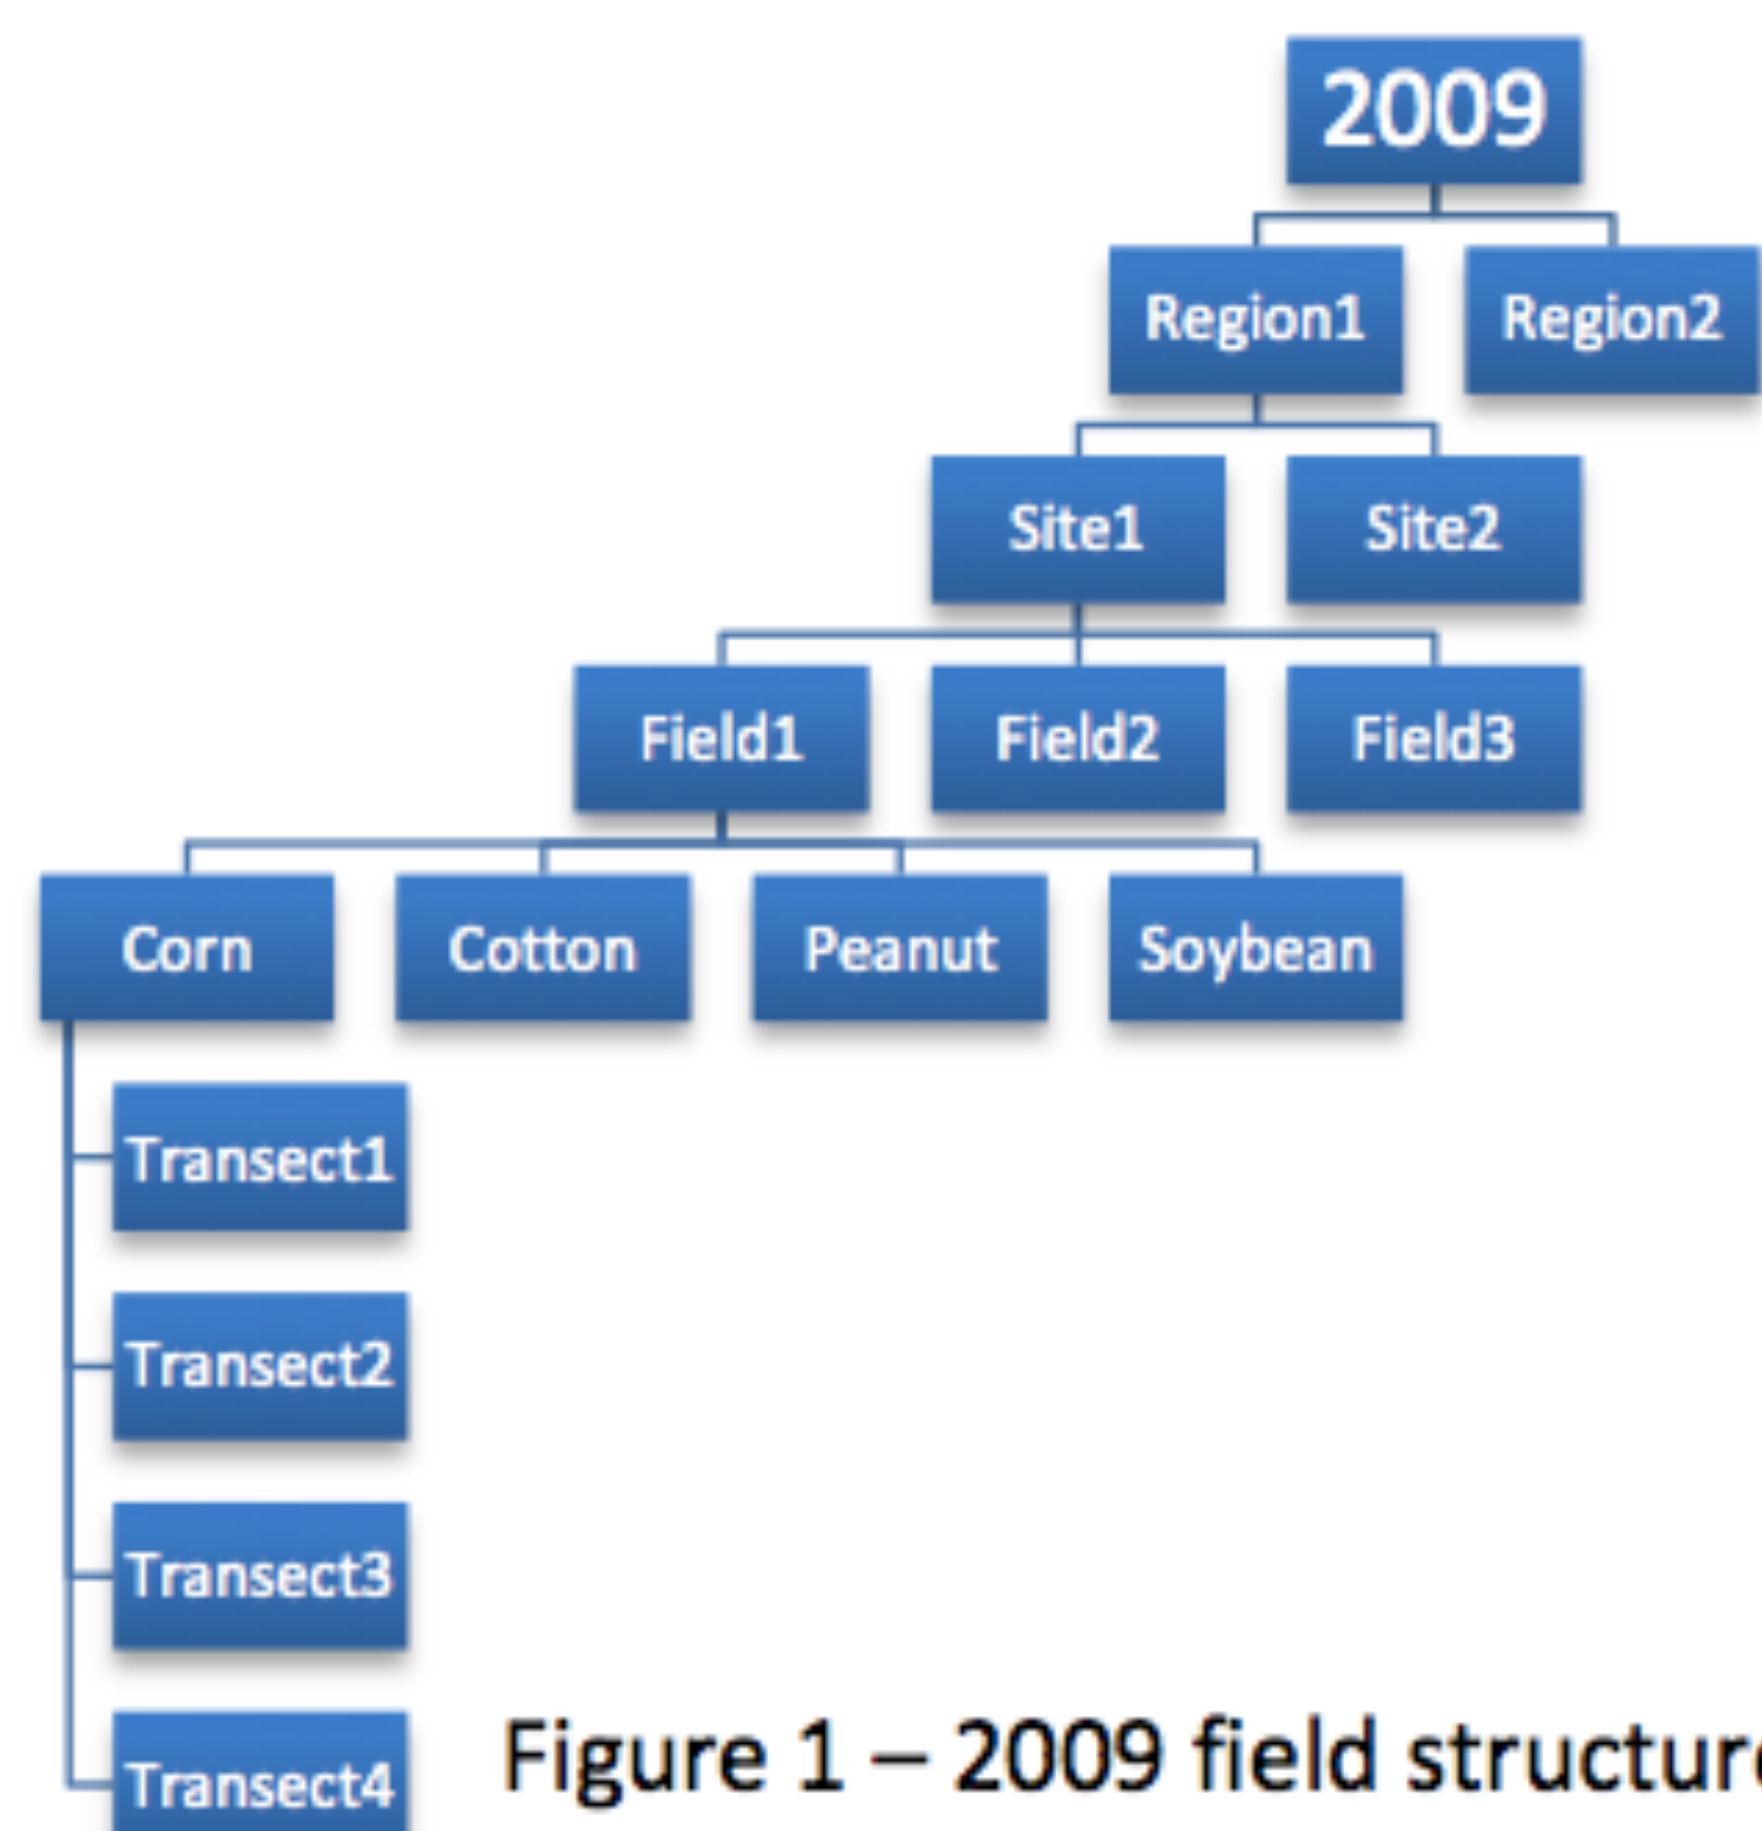 2009
Region1 Region2
Site1 Site2
Field1 Field2 Field3
Corn Cotton Peanut Soybean
Transect1
Transect2
Transect3
Transect4
Figure 1 – 2009 field structure